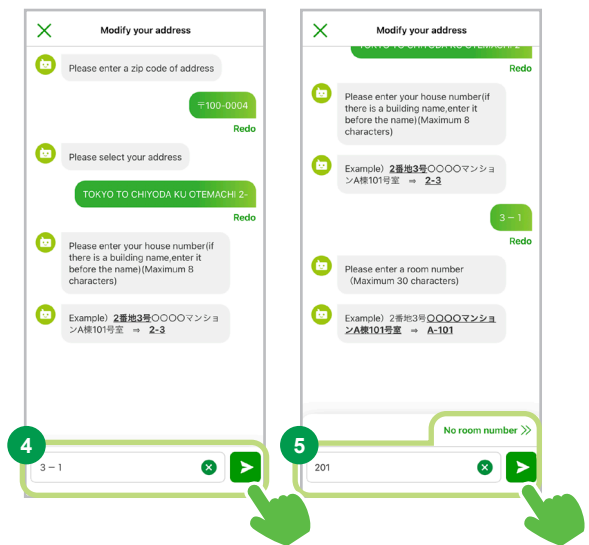 Modify your address
Please enter a zip code of address
〒100-0004
Redo
Please select your address
TOKYO TO CHIYODA KU OTEMACHI 2-
Redo
Please enter your house number(if
there is a building name,enter it
before the name)(Maximum 8
characters)
Example）2番地3号〇〇〇〇マンショ
ンA棟101号室 ⇒ 2-3
4
3－1
Modify your address
TOKYO TO CHIYODA KU OTEMACHI 2-
Redo
Please enter your house number(if
there is a building name,enter it
before the name)(Maximum 8
characters)
Example）2番地3号〇〇〇〇マンショ
ンA棟101号室 ⇒ 2-3
3－1
Redo
Please enter a room number
（Maximum 30 characters)
Example）2番地3号〇〇〇〇マンショ
ンA棟101号室 ⇒ A-101
No room number
5
201